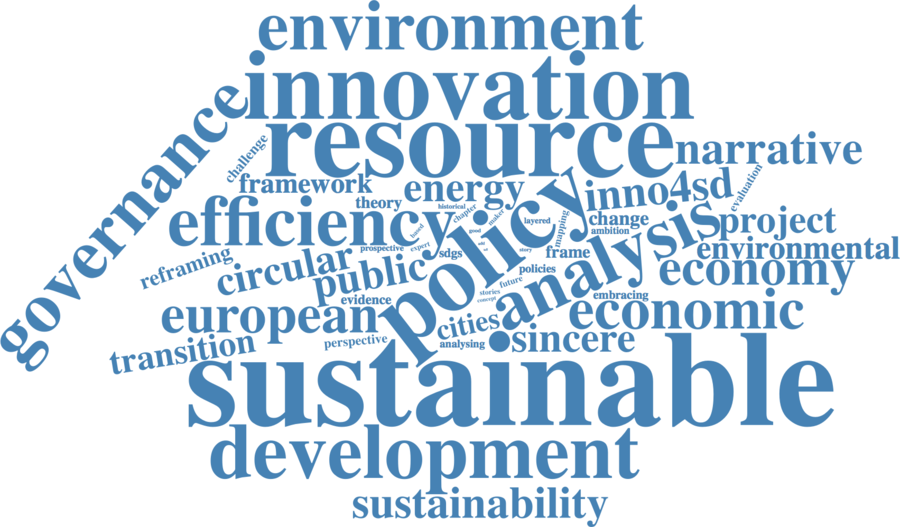 environment
innovation
governance
resource
challenge
narrative
framework
energy
inno4sd
evaluation
theory
historical
chapter
maker
efficiency
policy
layered
change
ambition
mapping
analysis
project
based
good
expert
prospective
story
environmental
reframing
circular
public
sdgs
frame
economy
policies
future
stories
concept
evidence
embracing
european
cities
economic
transition
perspective
analysing
•sincere
sustainable
development
sustainability